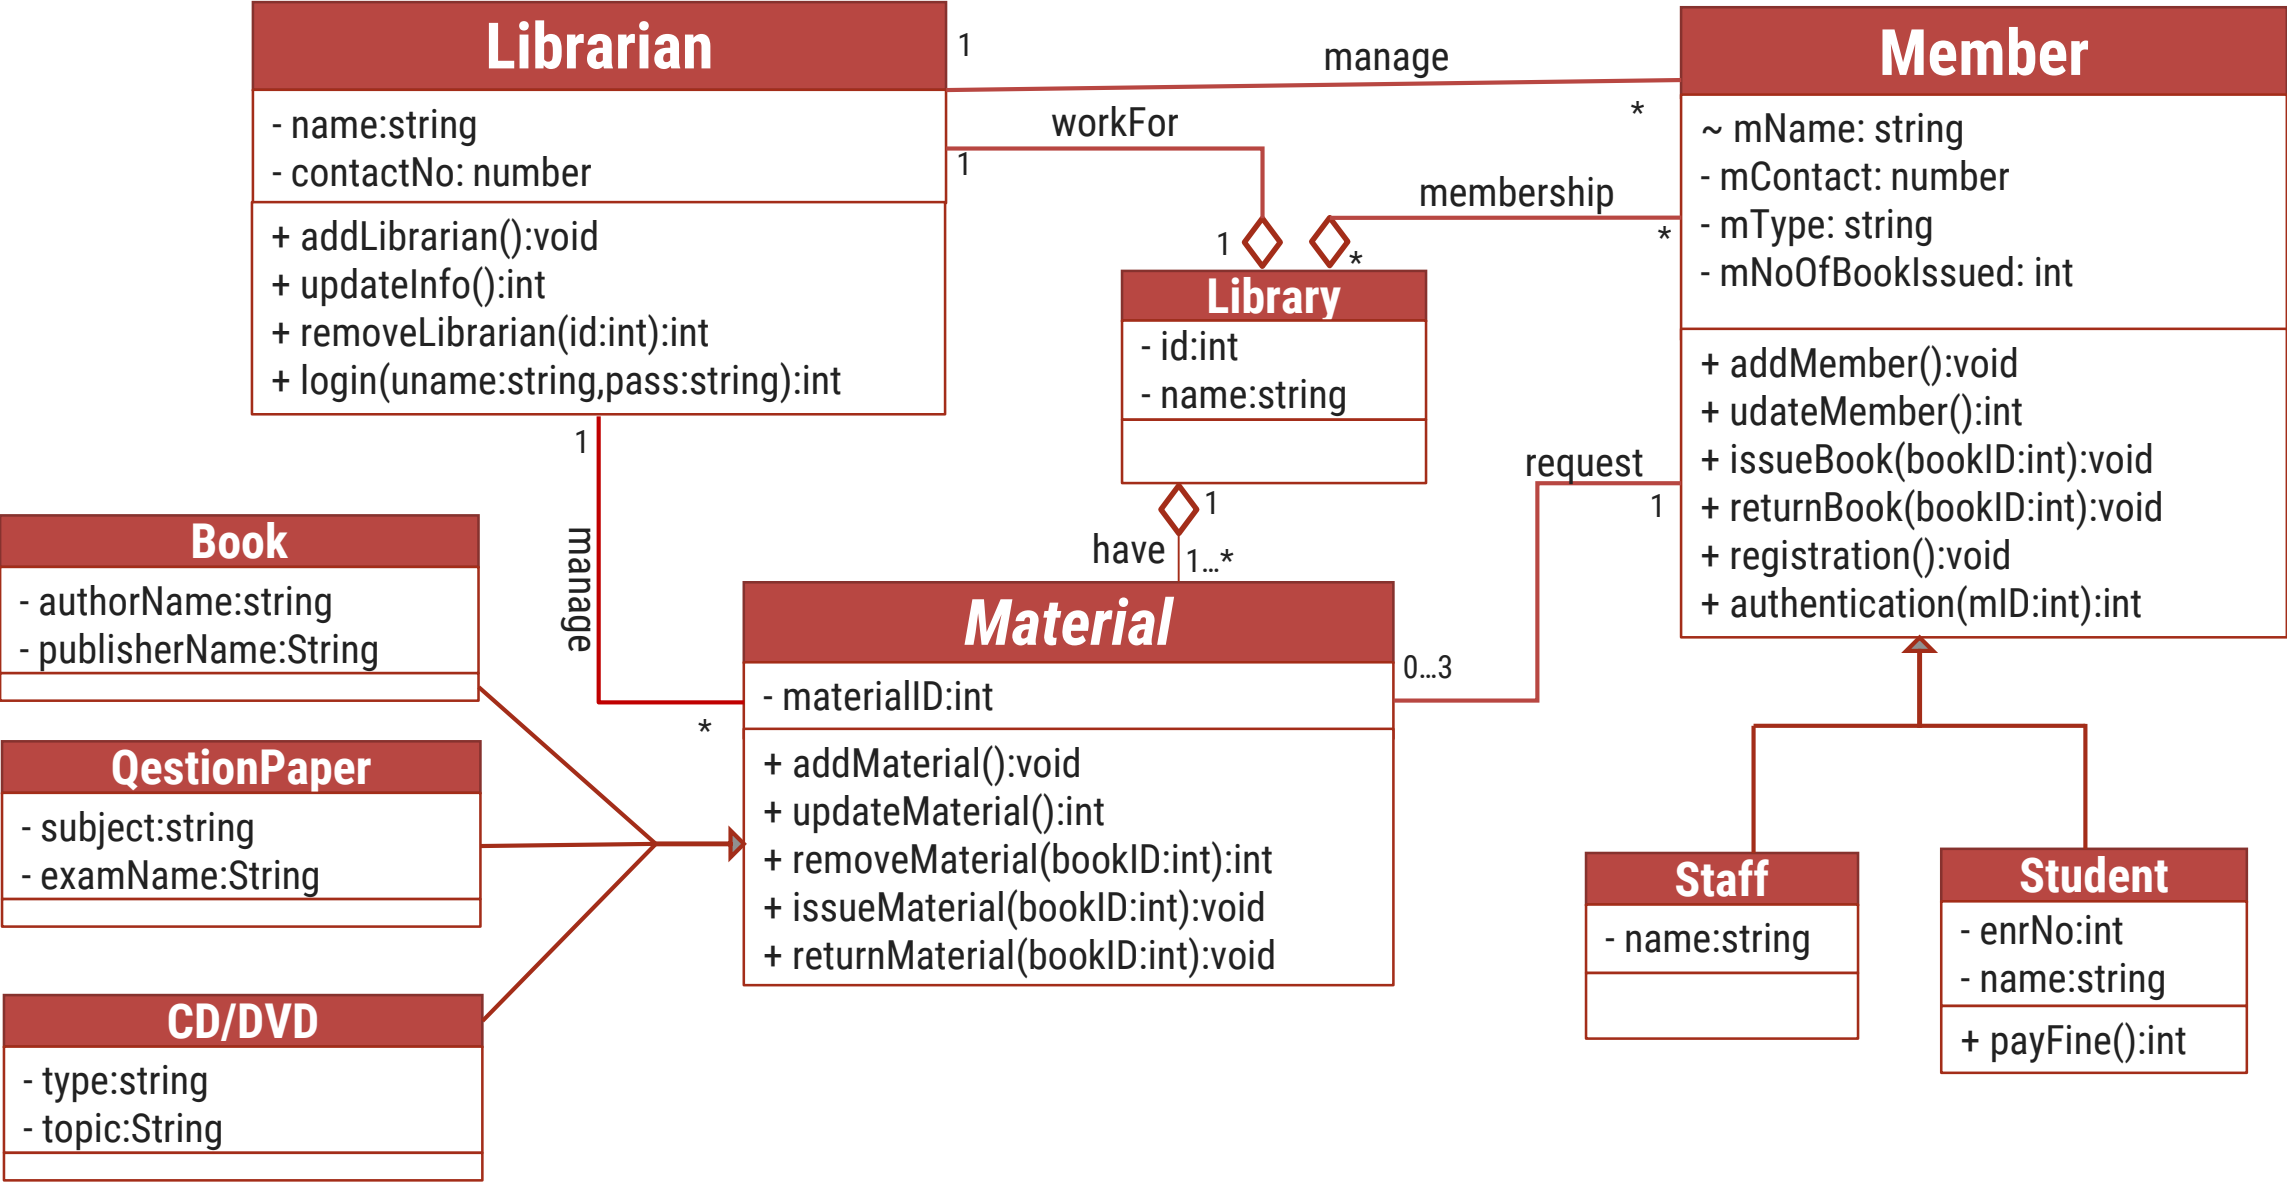 Librarian
- name:string
- contactNo: number
+ addLibrarian():void
+ updateInfo():int
+ removeLibrarian(id:int):int
+ login(uname:string,pass:string):int
1
manage
*
workFor
1
1
membership
*
*
Member
~ mName: string
- mContact: number
- mType: string
- mNoOfBookIssued: int
+ addMember():void
+ udateMember():int
+ issueBook(bookID:int):void
+ returnBook(bookID:int):void
+ registration():void
+ authentication(mID:int):int
Library
- id:int
- name:string
1
have
1...*
request
1
0...3
1
manage
*
Material
- materialID:int
+ addMaterial():void
+ updateMaterial():int
+ removeMaterial(bookID:int):int
+ issueMaterial(bookID:int):void
+ returnMaterial(bookID:int):void
Book
- authorName:string
- publisherName:String
QestionPaper
- subject:string
- examName:String
CD/DVD
- type:string
- topic:String
Staff
- name:string
Student
- enrNo:int
- name:string
+ payFine():int